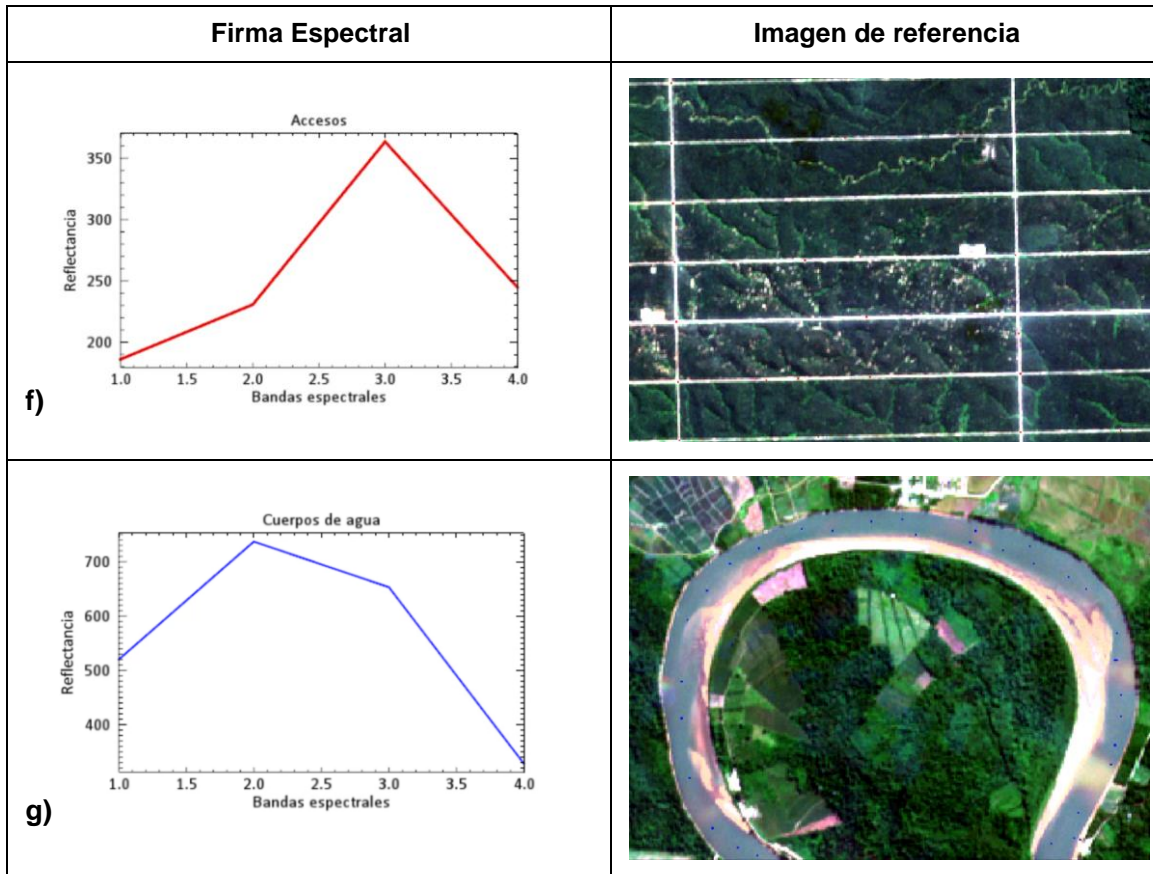 Firma Espectral
Imagen de referencia
Accesos
350
300
250
200
Reflectancia
1.0 1.5 2.0 2.5 3.0 3.5 4.0
Bandas espectrales
f)
Cuerpos de agua
700
600
500
400
Reflectancia
1.0 1.5 2.0 2.5 3.0 3.5 4.0
Bandas espectrales
g)